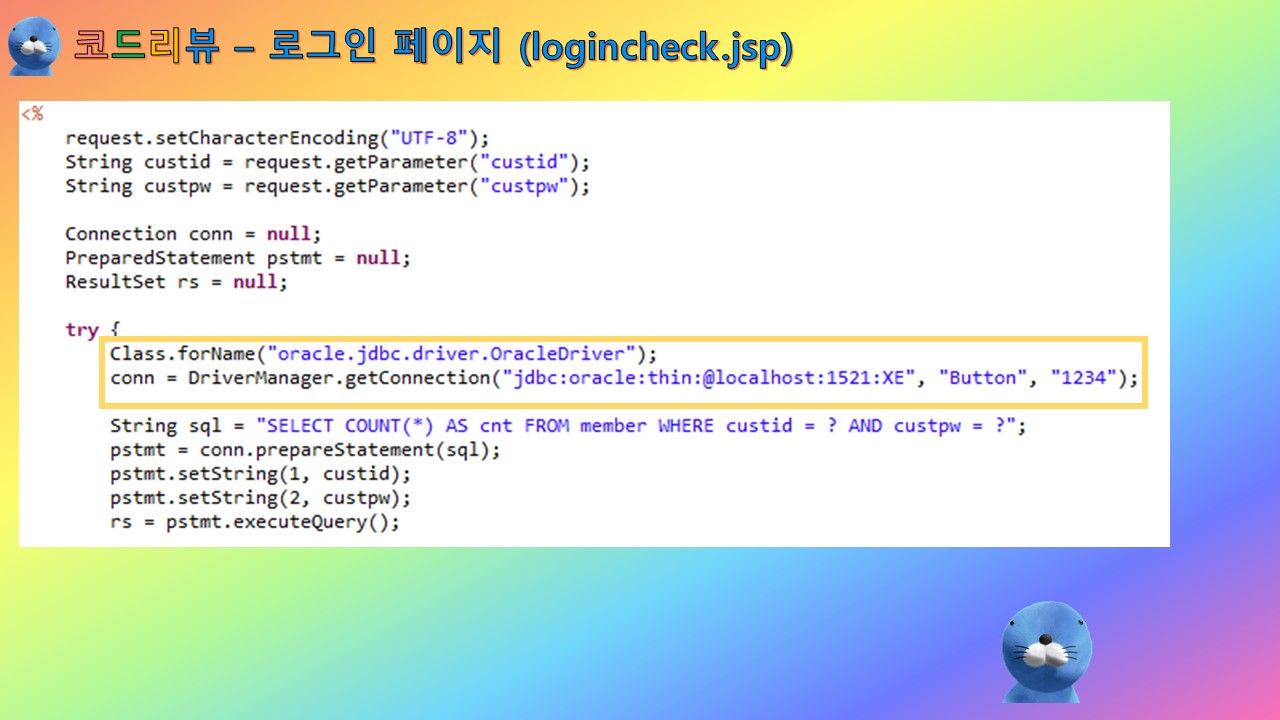 코드리뷰 – 로그인 페이지 (logincheck.jsp)
<%
request.setCharacterEncoding("UTF-8");
String custid = request.getParameter("custid");
String custpw = request.getParameter("custpw");
Connection conn = null;
PreparedStatement pstmt = null;
ResultSet rs = null;
try {
Class.forName("oracle.jdbc.driver.OracleDriver");
conn = DriverManager.getConnection("jdbc:oracle:thin:@localhost:1521:XE", "Button", "1234");
String sql = "SELECT COUNT(*) AS cnt FROM member WHERE custid = ? AND custpw = ?";
pstmt = conn.prepareStatement(sql);
pstmt.setString(1, custid);
pstmt.setString(2, custpw);
rs = pstmt.executeQuery();